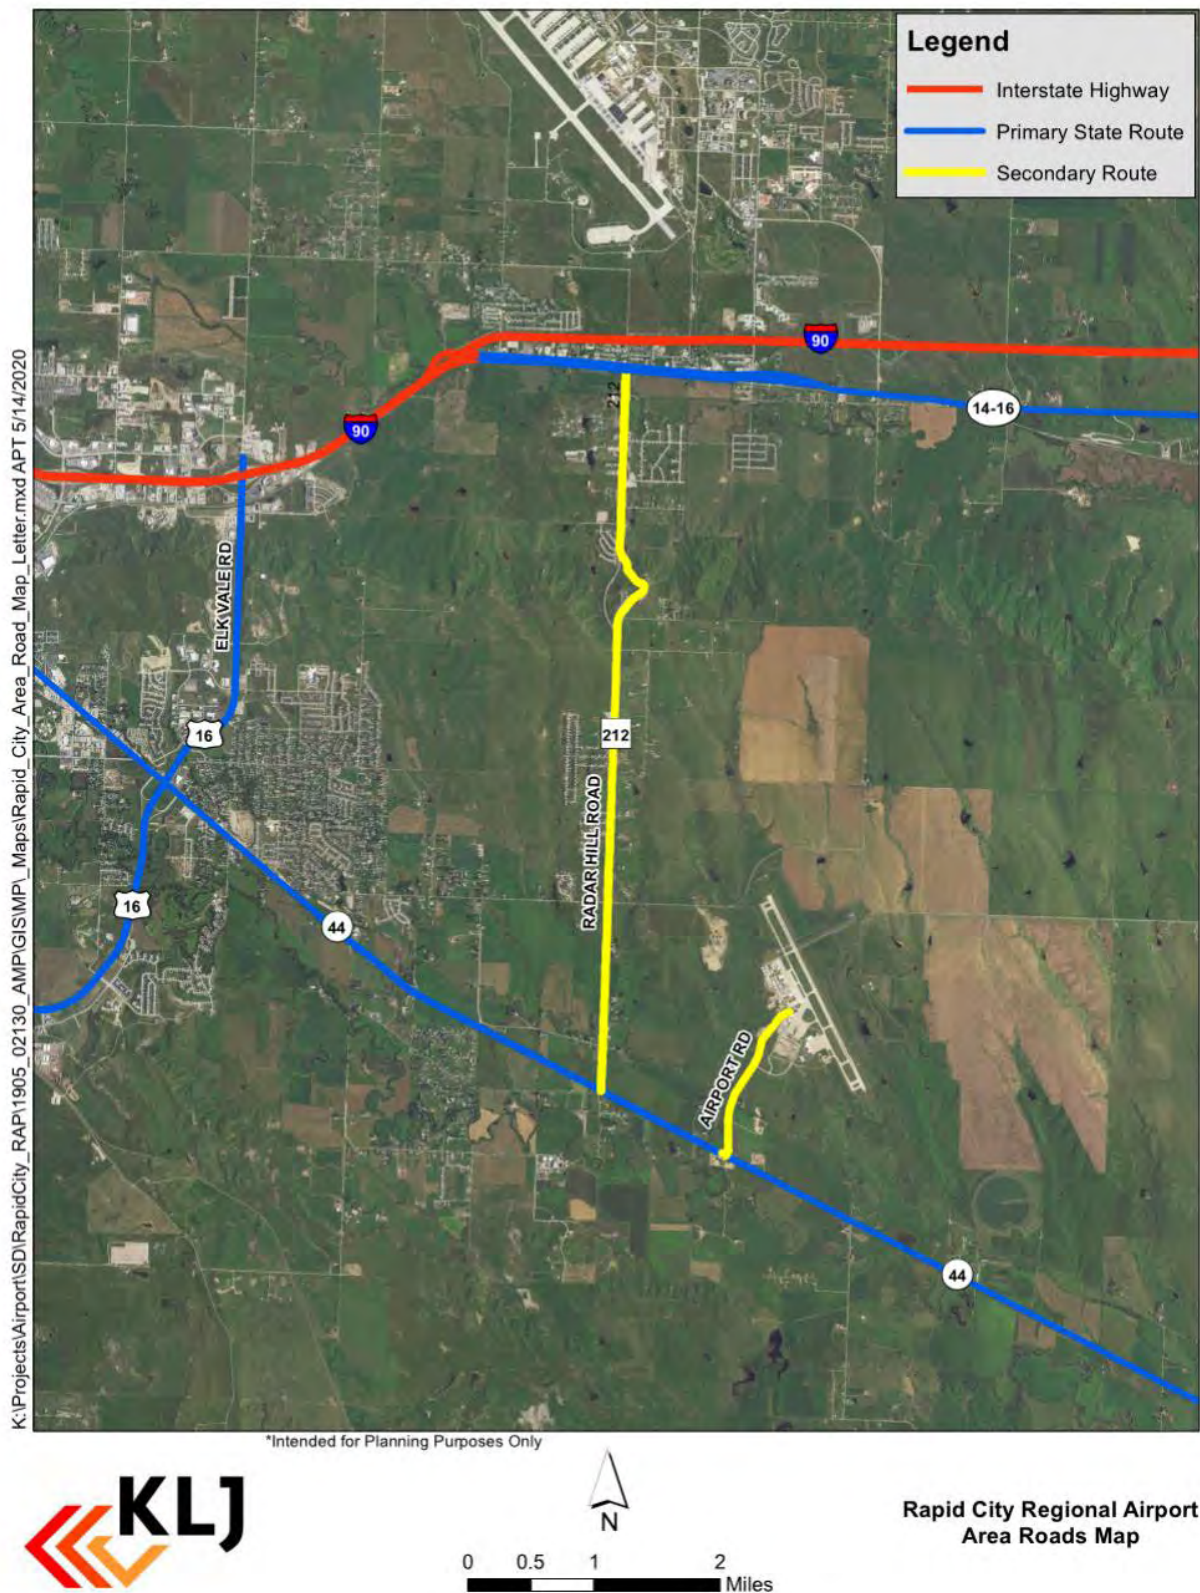 Legend
Interstate Highway
Primary State Route
Secondary Route
90
14-16
212
90
ELK VALE RD
16
212
RADAR HILL ROAD
16
44
AIRPORT RD
44
K:\Projects\Airport\SD\RapidCity_RAP\1905_02130_AMP\GIS\MP\_Maps\Rapid_City_Area_Road_Map_Letter.mxd APT 5/14/2020
*Intended for Planning Purposes Only
KLJ
N
0 0.5 1 2
Miles
Rapid City Regional Airport
Area Roads Map